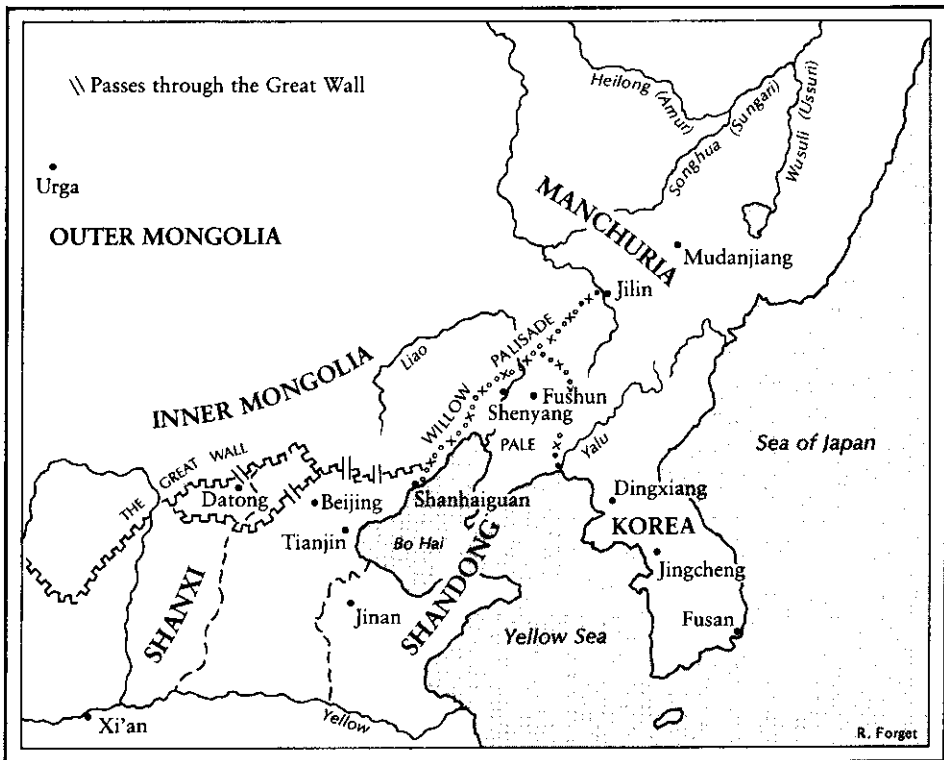 \\ Passes through the Great Wall
Heilong (Amur)
Songhua (Sungari)
Wusuli (Ussuri)
Urga
OUTER MONGOLIA
MANCHURIA
Mudanjiang
Jilin
INNER MONGOLIA
Liao
WILLOW PALISADE
Fushun
Shenyang
PALE
Yalu
Sea of Japan
THE GREAT WALL
Datong
Beijing
Shanhaiguan
Dingxiang
KOREA
Tianjin
Bo Hai
Jingcheng
SHANXI
SHANDONG
Jinan
Fusan
Yellow Sea
Xi'an
Yellow
R. Forget